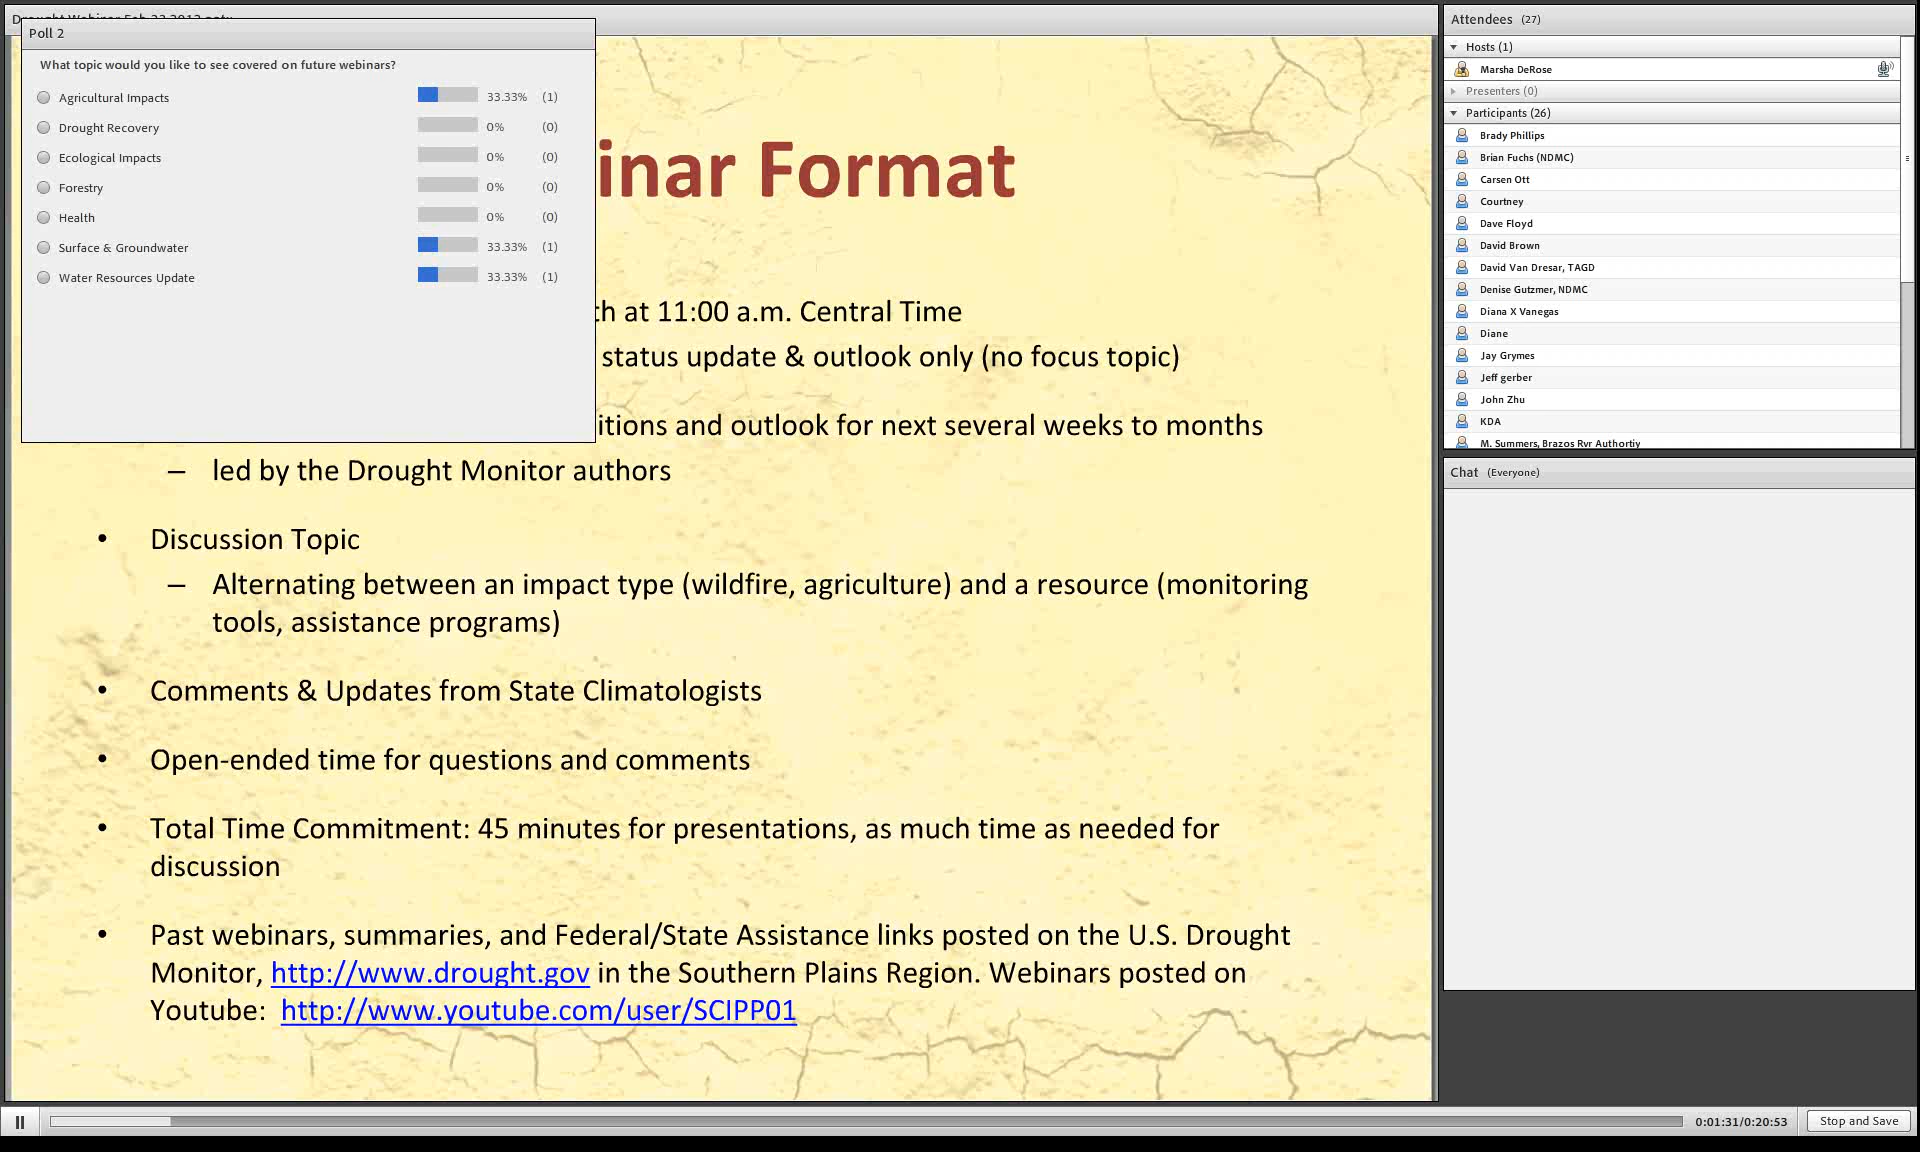 Poll 2
What topic would you like to see covered on future webinars?
Agricultural Impacts 33.33% (1)
Drought Recovery 0% (0)
Ecological Impacts 0% (0)
Forestry 0% (0)
Health 0% (0)
Surface & Groundwater 33.33% (1)
Water Resources Update 33.33% (1)
inar Format
th at 11:00 a.m. Central Time
status update & outlook only (no focus topic)
itions and outlook for next several weeks to months
– led by the Drought Monitor authors
• Discussion Topic
– Alternating between an impact type (wildfire, agriculture) and a resource (monitoring
tools, assistance programs)
• Comments & Updates from State Climatologists
• Open-ended time for questions and comments
• Total Time Commitment: 45 minutes for presentations, as much time as needed for
discussion
• Past webinars, summaries, and Federal/State Assistance links posted on the U.S. Drought
Monitor, http://www.drought.gov in the Southern Plains Region. Webinars posted on
Youtube: http://www.youtube.com/user/SCIPP01
Attendees (27)
Hosts (1)
Marsha DeRose
Presenters (0)
Participants (26)
Brady Phillips
Brian Fuchs (NDMC)
Carsen Ott
Courtney
Dave Floyd
David Brown
David Van Dresar, TAGD
Denise Gutzmer, NDMC
Diana X Vanegas
Diane
Jay Grymes
Jeff gerber
John Zhu
KDA
M. Summers, Brazos Rvr Authortiy
Chat (Everyone)
0:01:31/0:20:53
Stop and Save